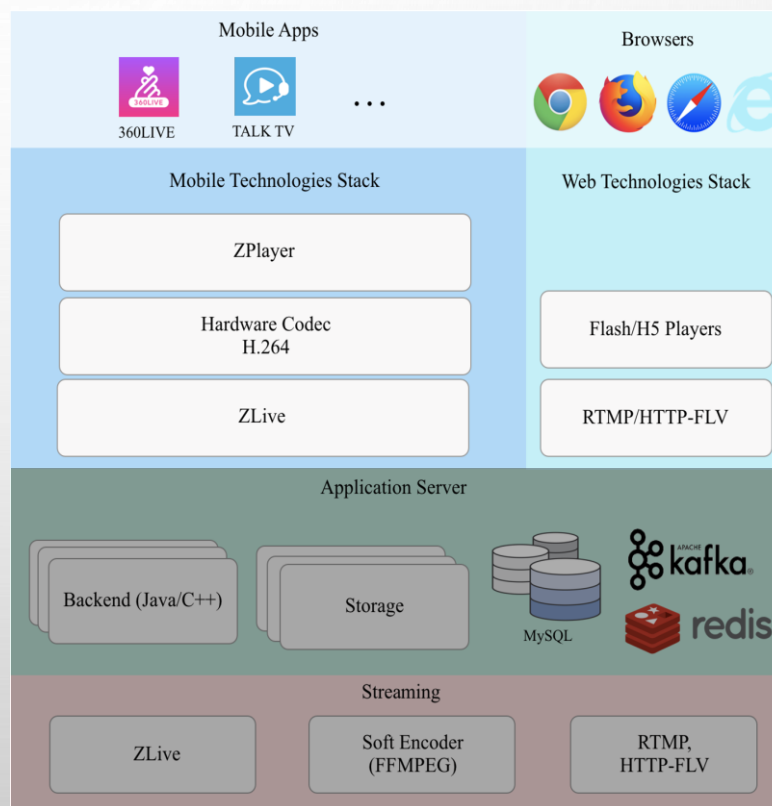 Mobile Apps
Browsers
360LIVE
360LIVE
TALK TV
...
Mobile Technologies Stack
Web Technologies Stack
ZPlayer
Hardware Codec
H.264
Flash/H5 Players
ZLive
RTMP/HTTP-FLV
Application Server
Backend (Java/C++)
Storage
MySQL
APACHE
kafka®
redis
Streaming
ZLive
Soft Encoder
(FFMPEG)
RTMP,
HTTP-FLV